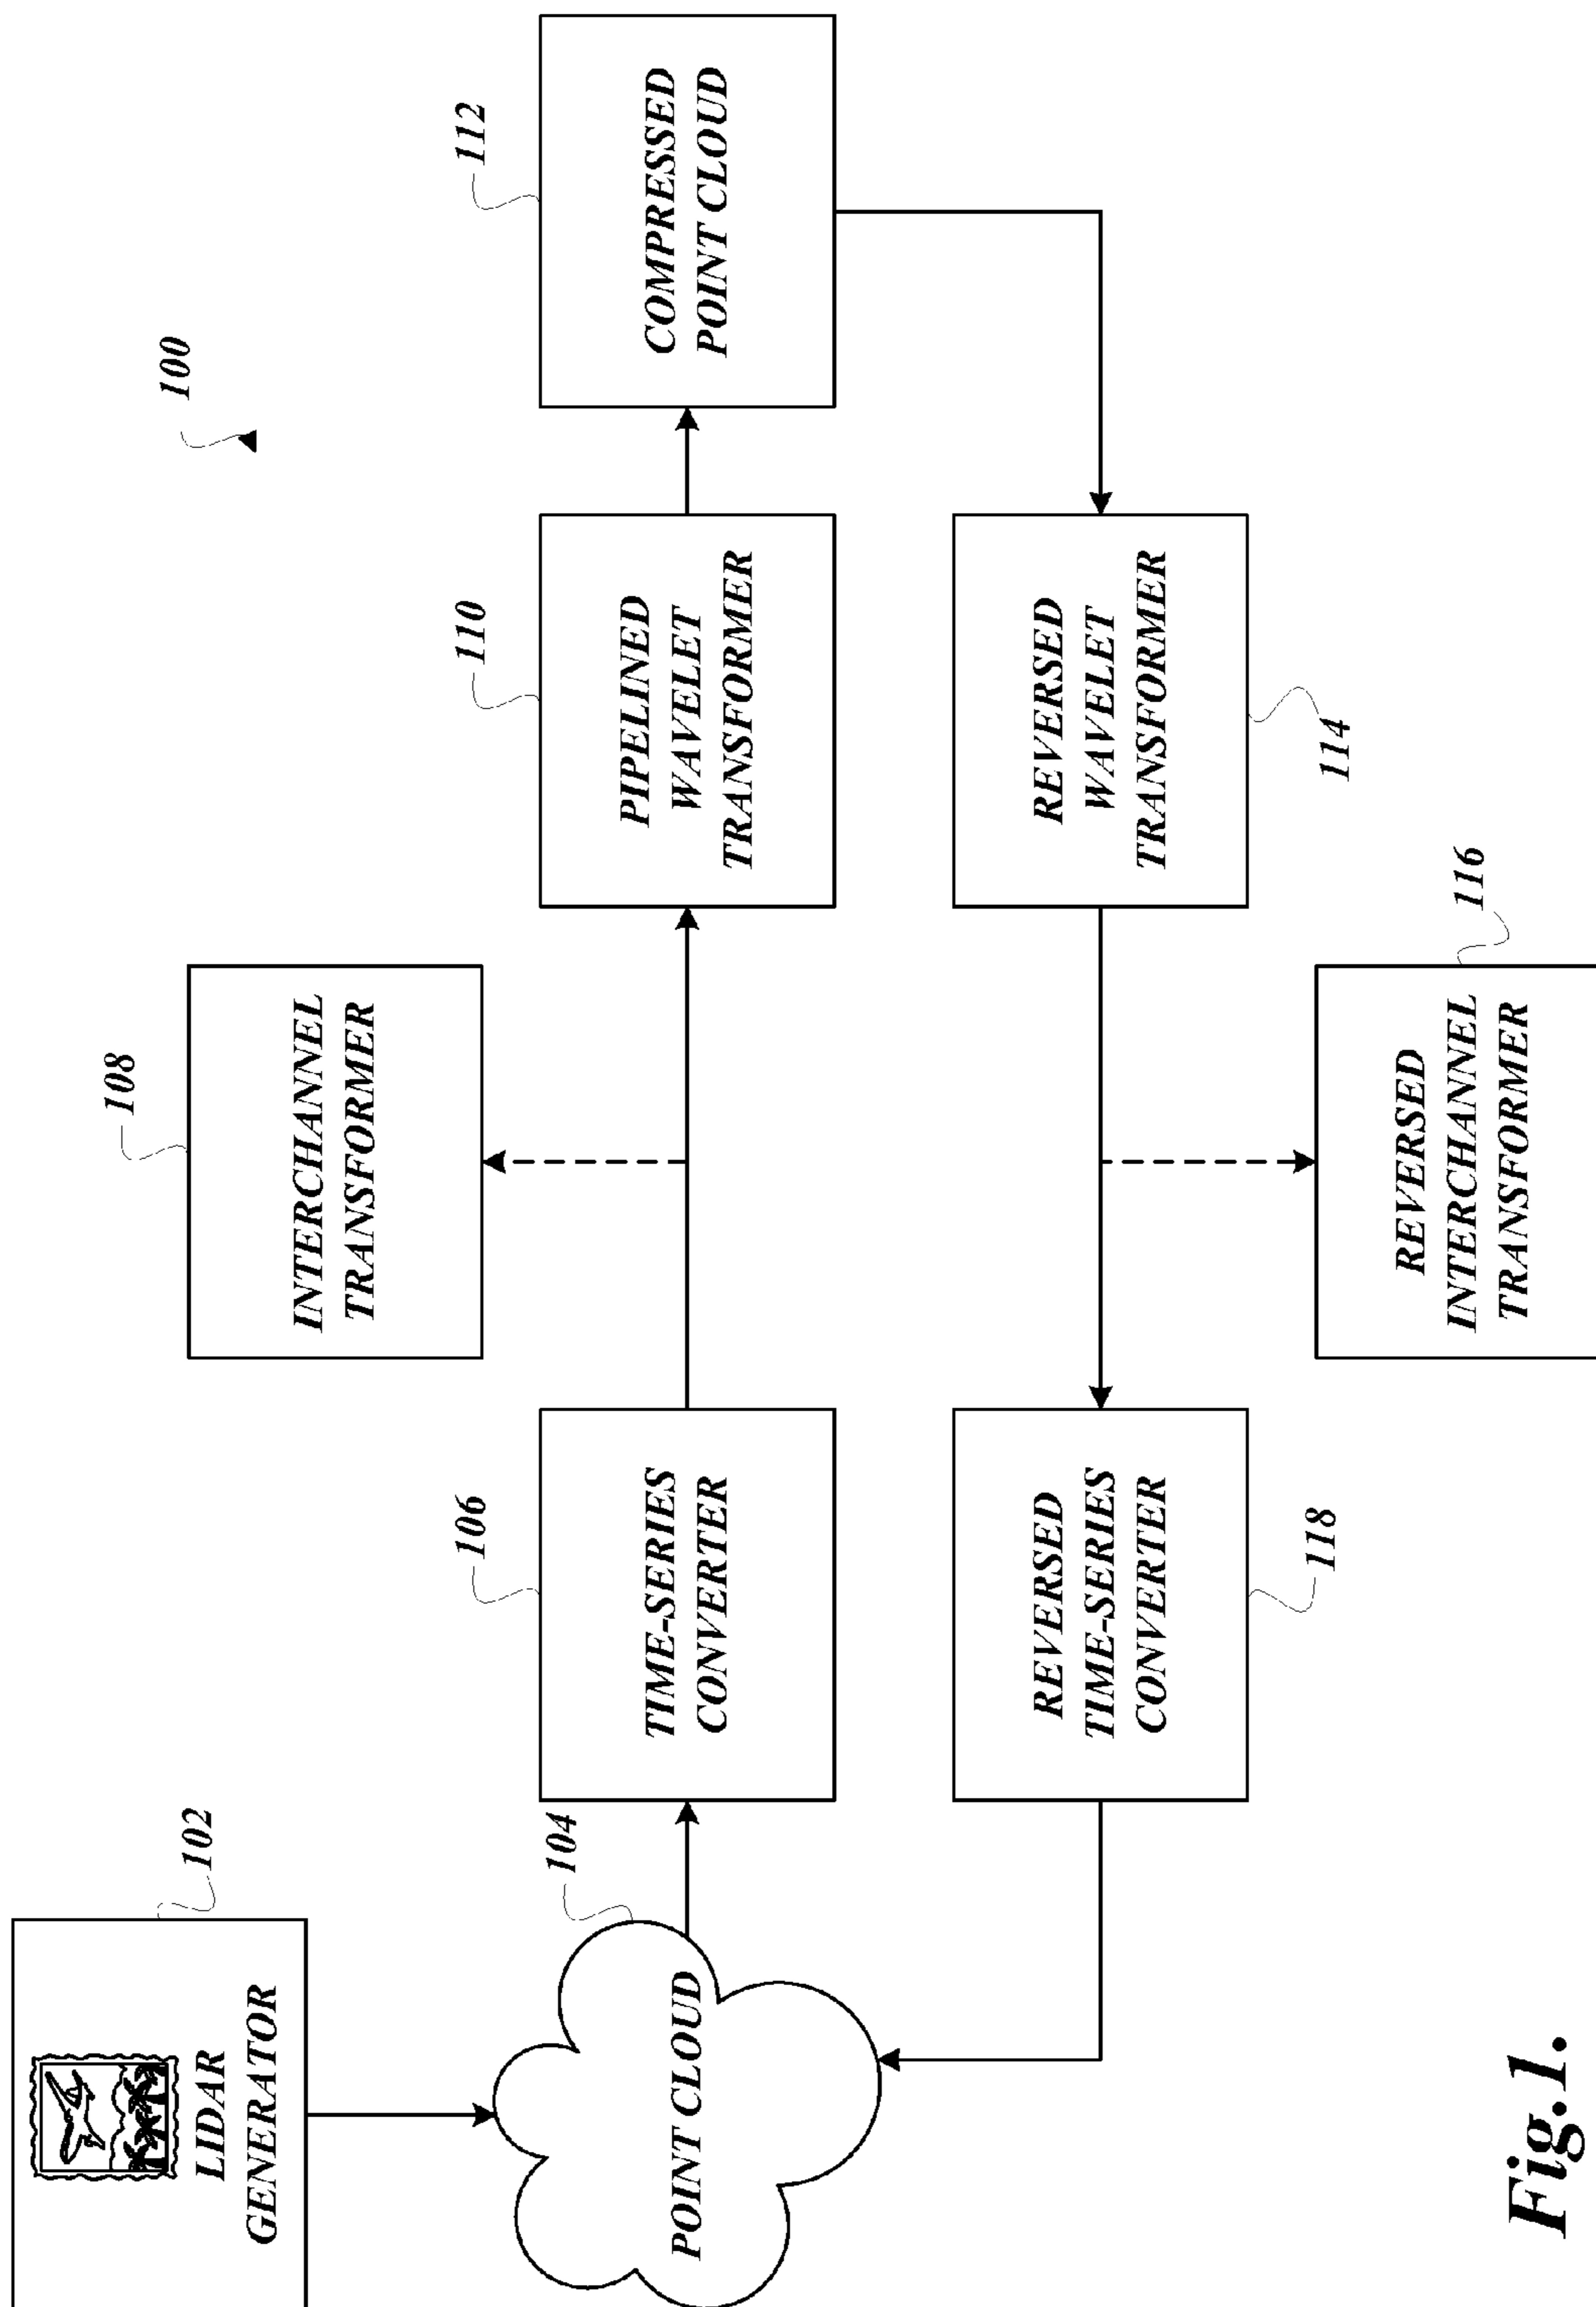 100
102
LIDAR
GENERATOR
104
POINT CLOUD
106
TIME-SERIES
CONVERTER
108
INTERCHANNEL
TRANSFORMER
110
PIPELINED
WAVELET
TRANSFORMER
112
COMPRESSED
POINT CLOUD
REVERSED
WAVELET
TRANSFORMER
114
116
REVERSED
INTERCHANNEL
TRANSFORMER
REVERSED
TIME-SERIES
CONVERTER
118
Fig.1.